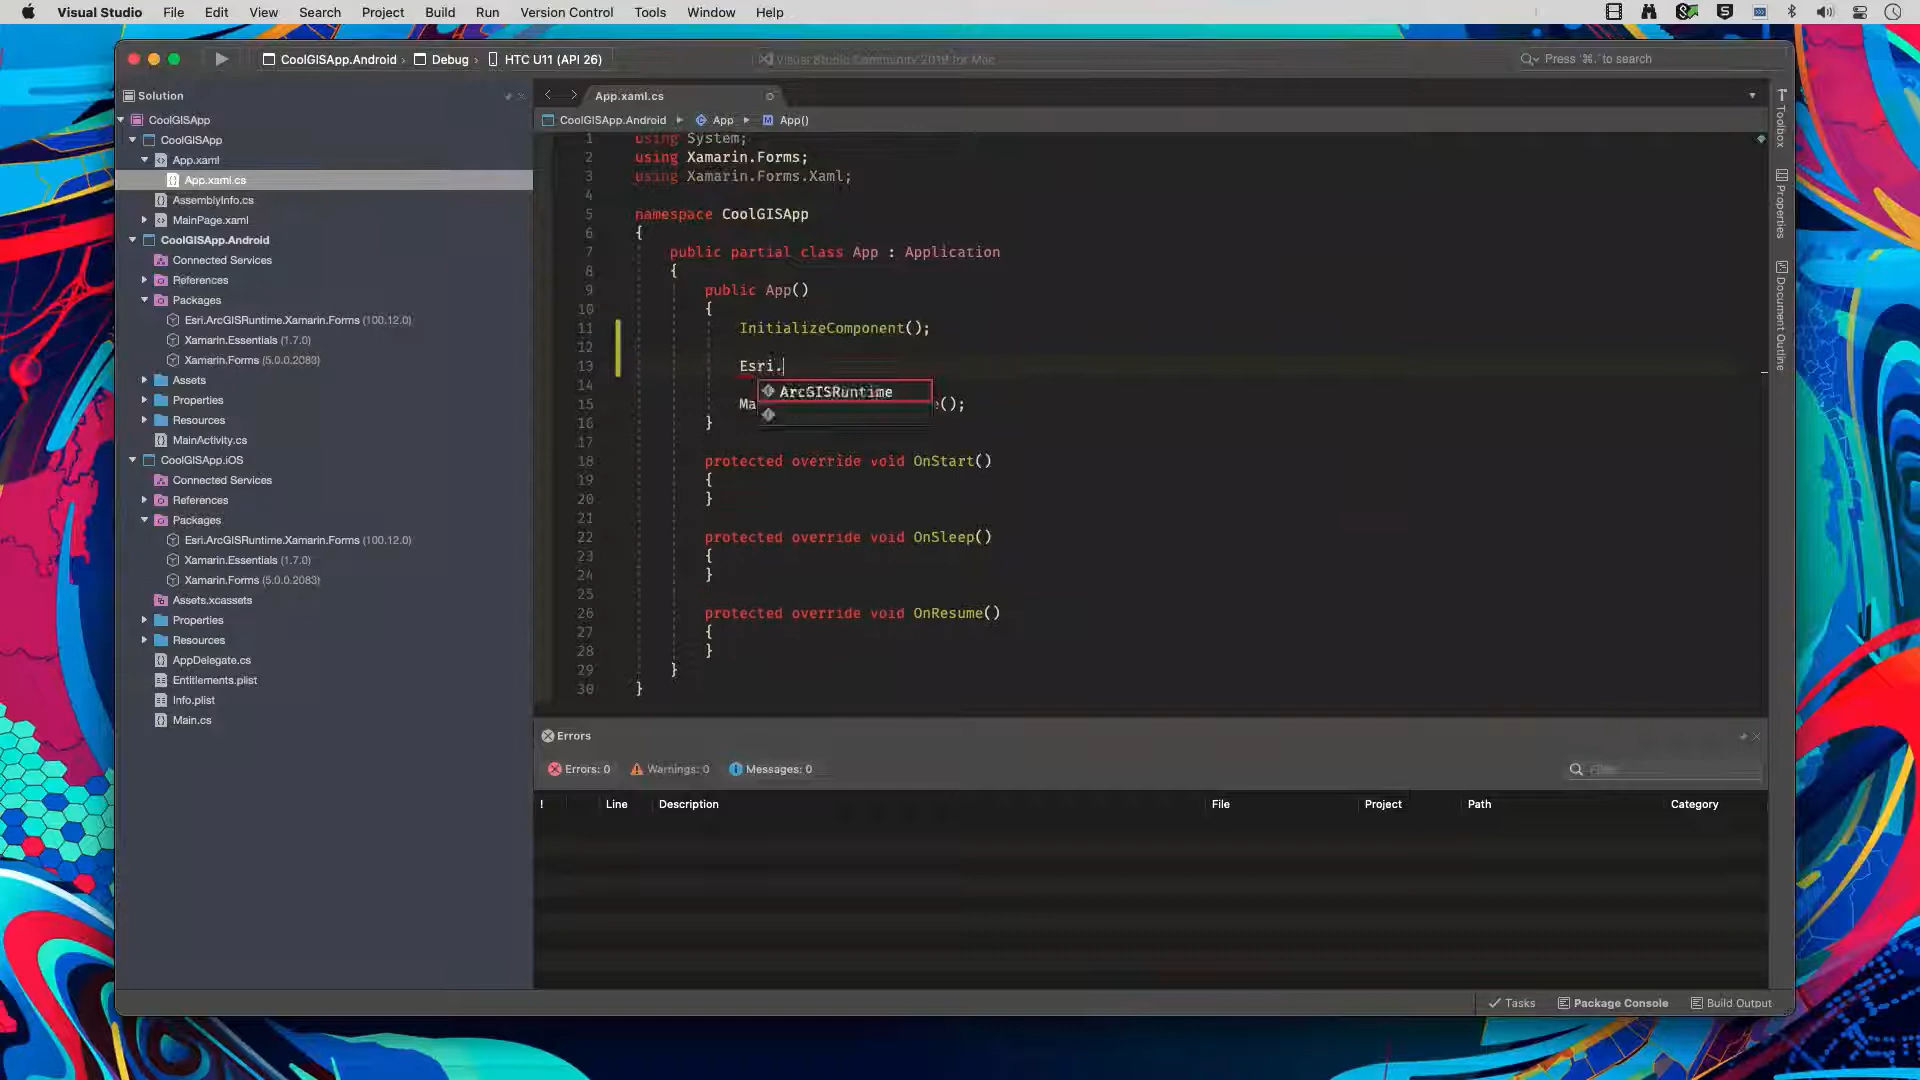 Visual Studio File Edit View Search Project Build Run Version Control Tools Window Help
CoolGISApp.Android › Debug › HTC U11 (API 26) Visual Studio Community 2019 for Mac Press '⌘.' to search
Solution
CoolGISApp
CoolGISApp
App.xaml
App.xaml.cs
AssemblyInfo.cs
MainPage.xaml
CoolGISApp.Android
Connected Services
References
Packages
Esri.ArcGISRuntime.Xamarin.Forms (100.12.0)
Xamarin.Essentials (1.7.0)
Xamarin.Forms (5.0.0.2083)
Assets
Properties
Resources
MainActivity.cs
CoolGISApp.iOS
Connected Services
References
Packages
Esri.ArcGISRuntime.Xamarin.Forms (100.12.0)
Xamarin.Essentials (1.7.0)
Xamarin.Forms (5.0.0.2083)
Assets.xcassets
Properties
Resources
AppDelegate.cs
Entitlements.plist
Info.plist
Main.cs
App.xaml.cs
CoolGISApp.Android App App()
1 using System;
2 using Xamarin.Forms;
3 using Xamarin.Forms.Xaml;
4
5 namespace CoolGISApp
6 {
7 public partial class App : Application
8 {
9 public App()
10 {
11 InitializeComponent();
12
13 Esri.
ArcGISRuntime
14
15 Ma e();
16 }
17
18 protected override void OnStart()
19 {
20 }
21
22 protected override void OnSleep()
23 {
24 }
25
26 protected override void OnResume()
27 {
28 }
29 }
30 }
Toolbox
Properties
Document Outline
Errors
Errors: 0 Warnings: 0 Messages: 0
! Line Description File Project Path Category
Tasks Package Console Build Output